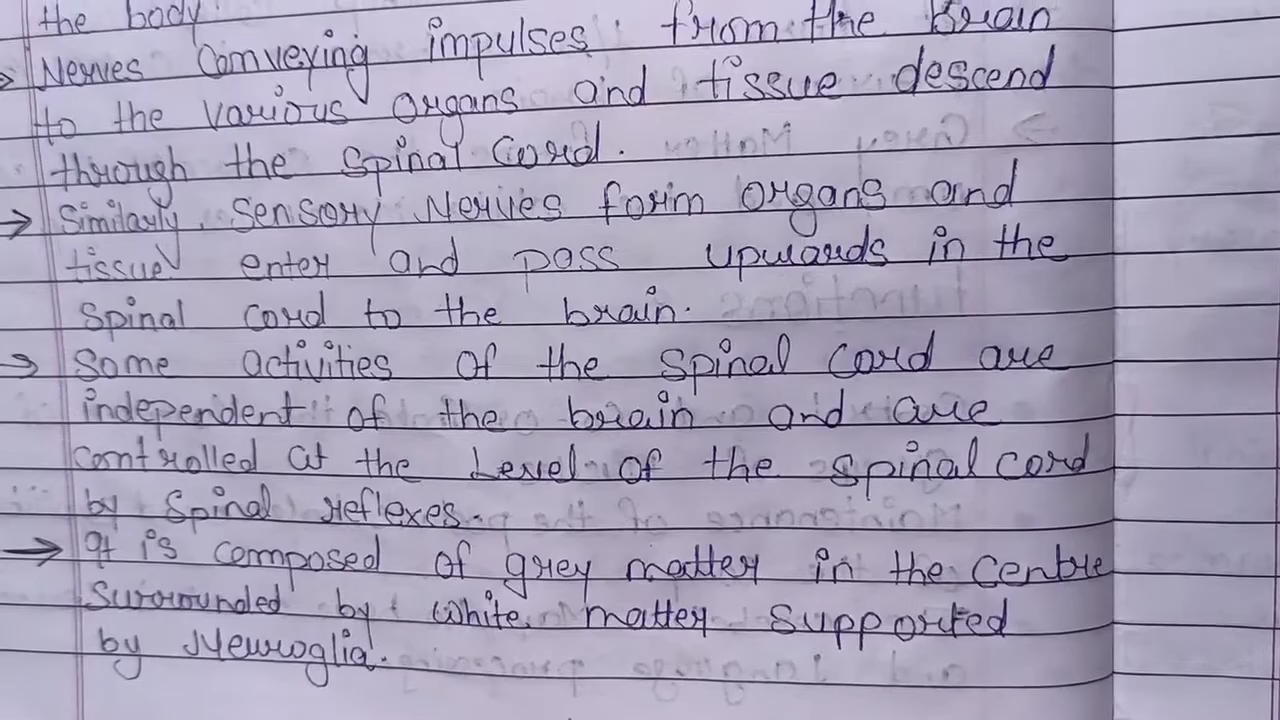 the body.
→ Nerves Conveying impulses from the Brain
to the various organs and tissue descend
through the spinal Cord.
→ Similarly, Sensory Nerves form organs and
tissue enter and pass upwards in the
Spinal cord to the brain.
→ Some activities of the spinal cord are
independent of the brain and are
controlled at the Level of the spinal cord
by spinal reflexes.
→ It is composed of grey matter in the centre
Surrounded by white matter supported
by Neuroglia.